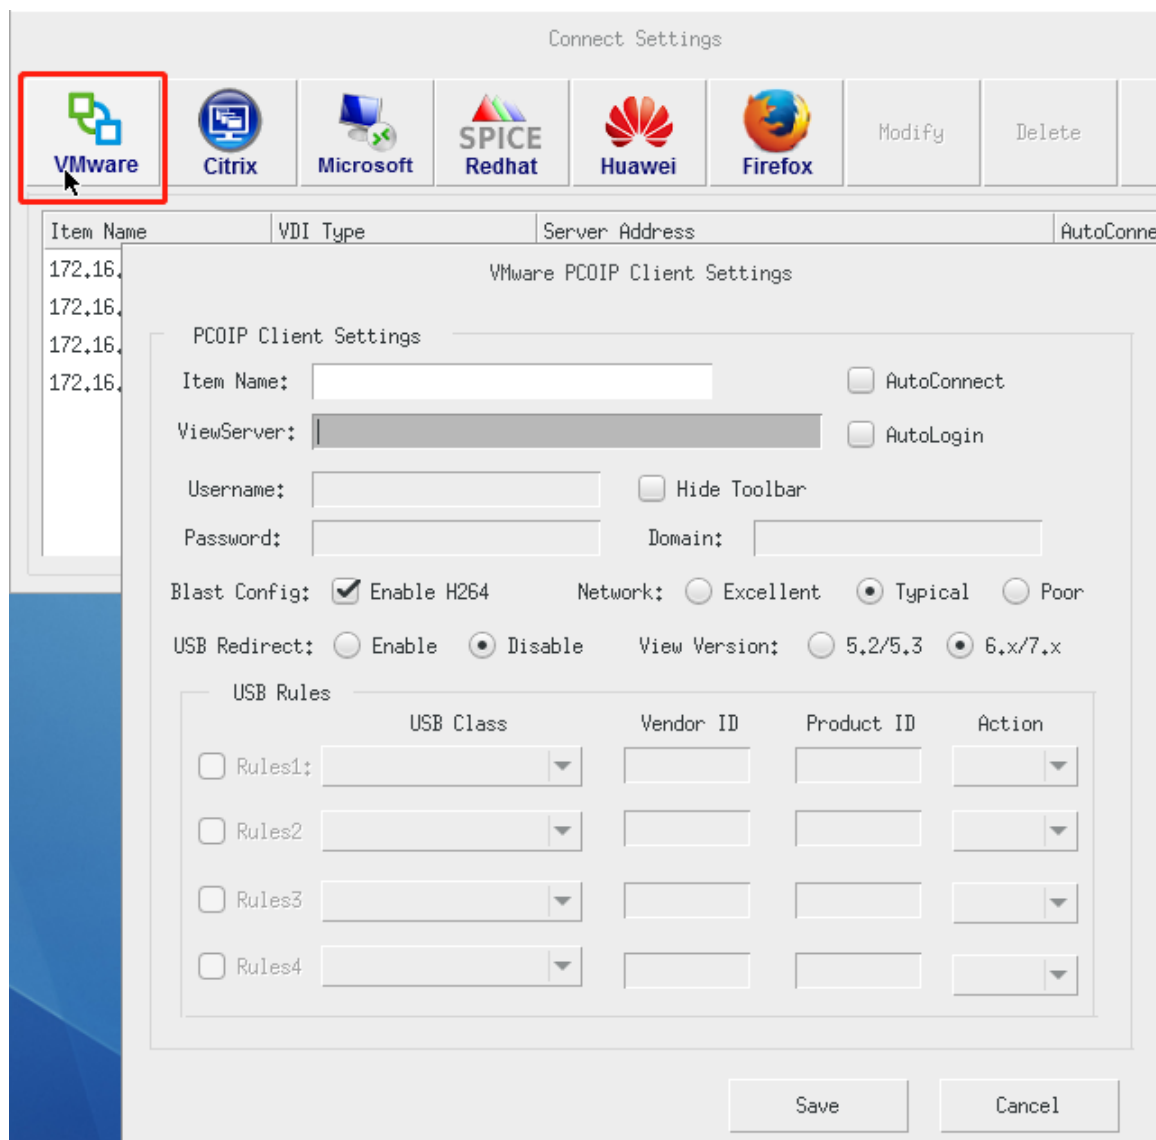 Connect Settings
VMware Citrix Microsoft SPICE Redhat Huawei Firefox Modify Delete
Item Name VDI Type Server Address AutoConne
172.16.
172.16.
172.16.
172.16.
VMware PCOIP Client Settings
PCOIP Client Settings
Item Name: AutoConnect
ViewServer: AutoLogin
Username: Hide Toolbar
Password: Domain:
Blast Config: Enable H264 Network: Excellent Typical Poor
USB Redirect: Enable Disable View Version: 5.2/5.3 6.x/7.x
USB Rules
USB Class Vendor ID Product ID Action
Rules1:
Rules2
Rules3
Rules4
Save Cancel